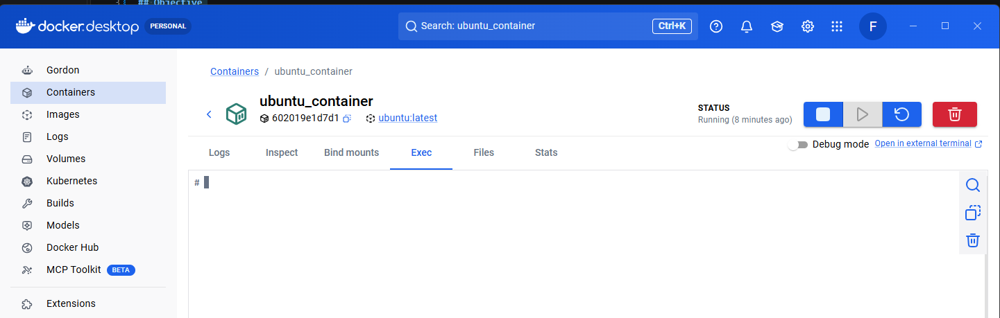 3 ## Objective
docker.desktop PERSONAL
Search: ubuntu_container Ctrl+K
F
Gordon
Containers
Images
Logs
Volumes
Kubernetes
Builds
Models
Docker Hub
MCP Toolkit BETA
Extensions
Containers / ubuntu_container
ubuntu_container
602019e1d7d1 ubuntu:latest
STATUS
Running (8 minutes ago)
Logs Inspect Bind mounts Exec Files Stats
Debug mode Open in external terminal
#